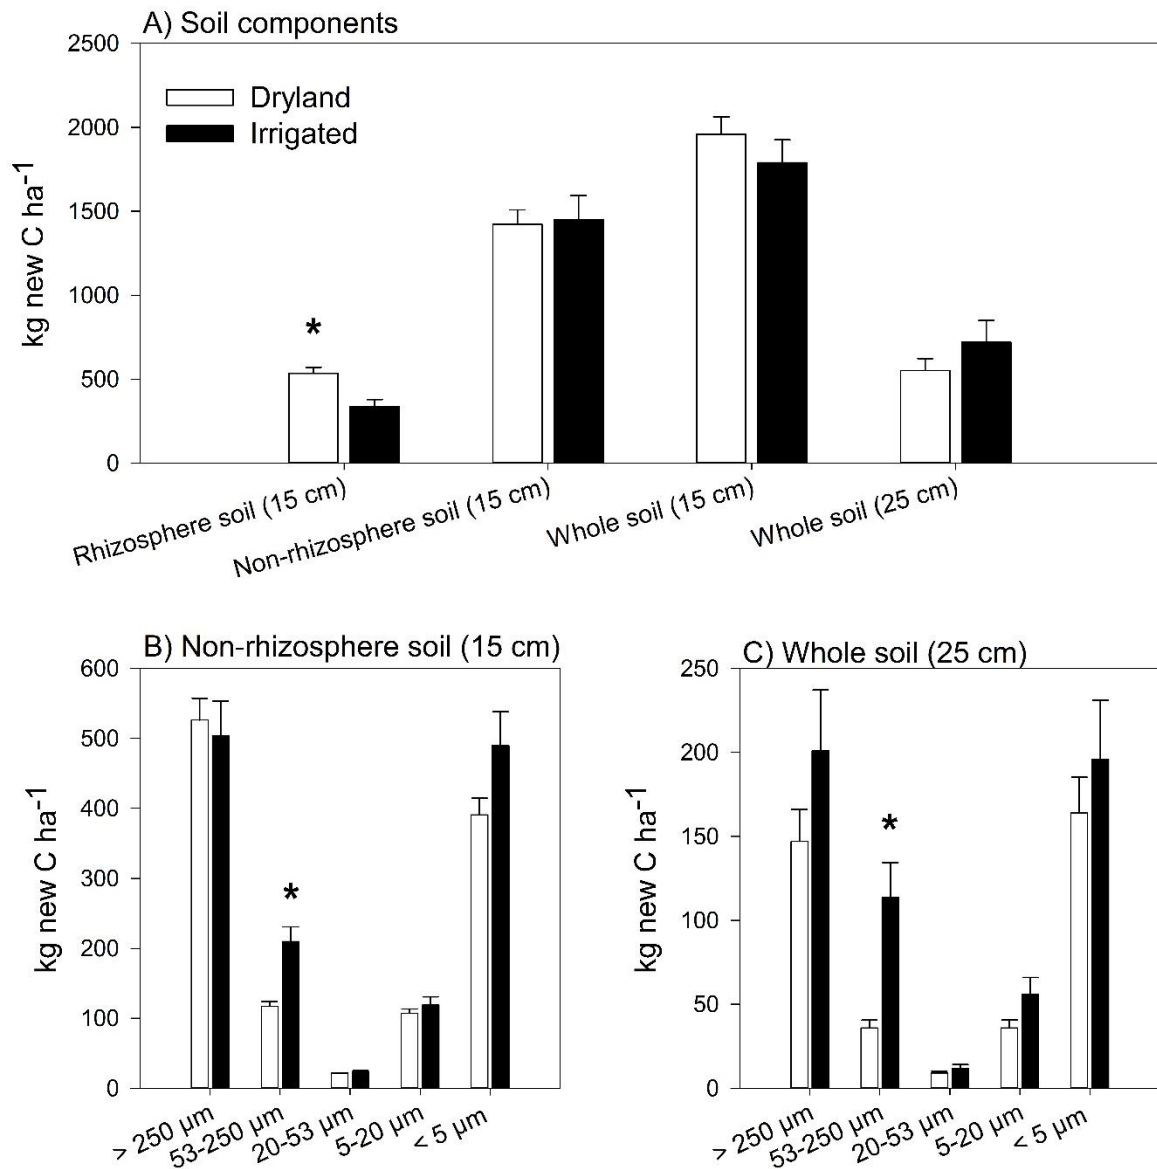 A) Soil components
2500
2000
1500
1000
500
0
kg new C ha⁻¹
Dryland
Irrigated
*
Rhizosphere soil (15 cm)
Non-rhizosphere soil (15 cm)
Whole soil (15 cm)
Whole soil (25 cm)
B) Non-rhizosphere soil (15 cm)
600
500
400
300
200
100
0
kg new C ha⁻¹
*
> 250 µm
53-250 µm
20-53 µm
5-20 µm
< 5 µm
C) Whole soil (25 cm)
250
200
150
100
50
0
kg new C ha⁻¹
*
> 250 µm
53-250 µm
20-53 µm
5-20 µm
< 5 µm